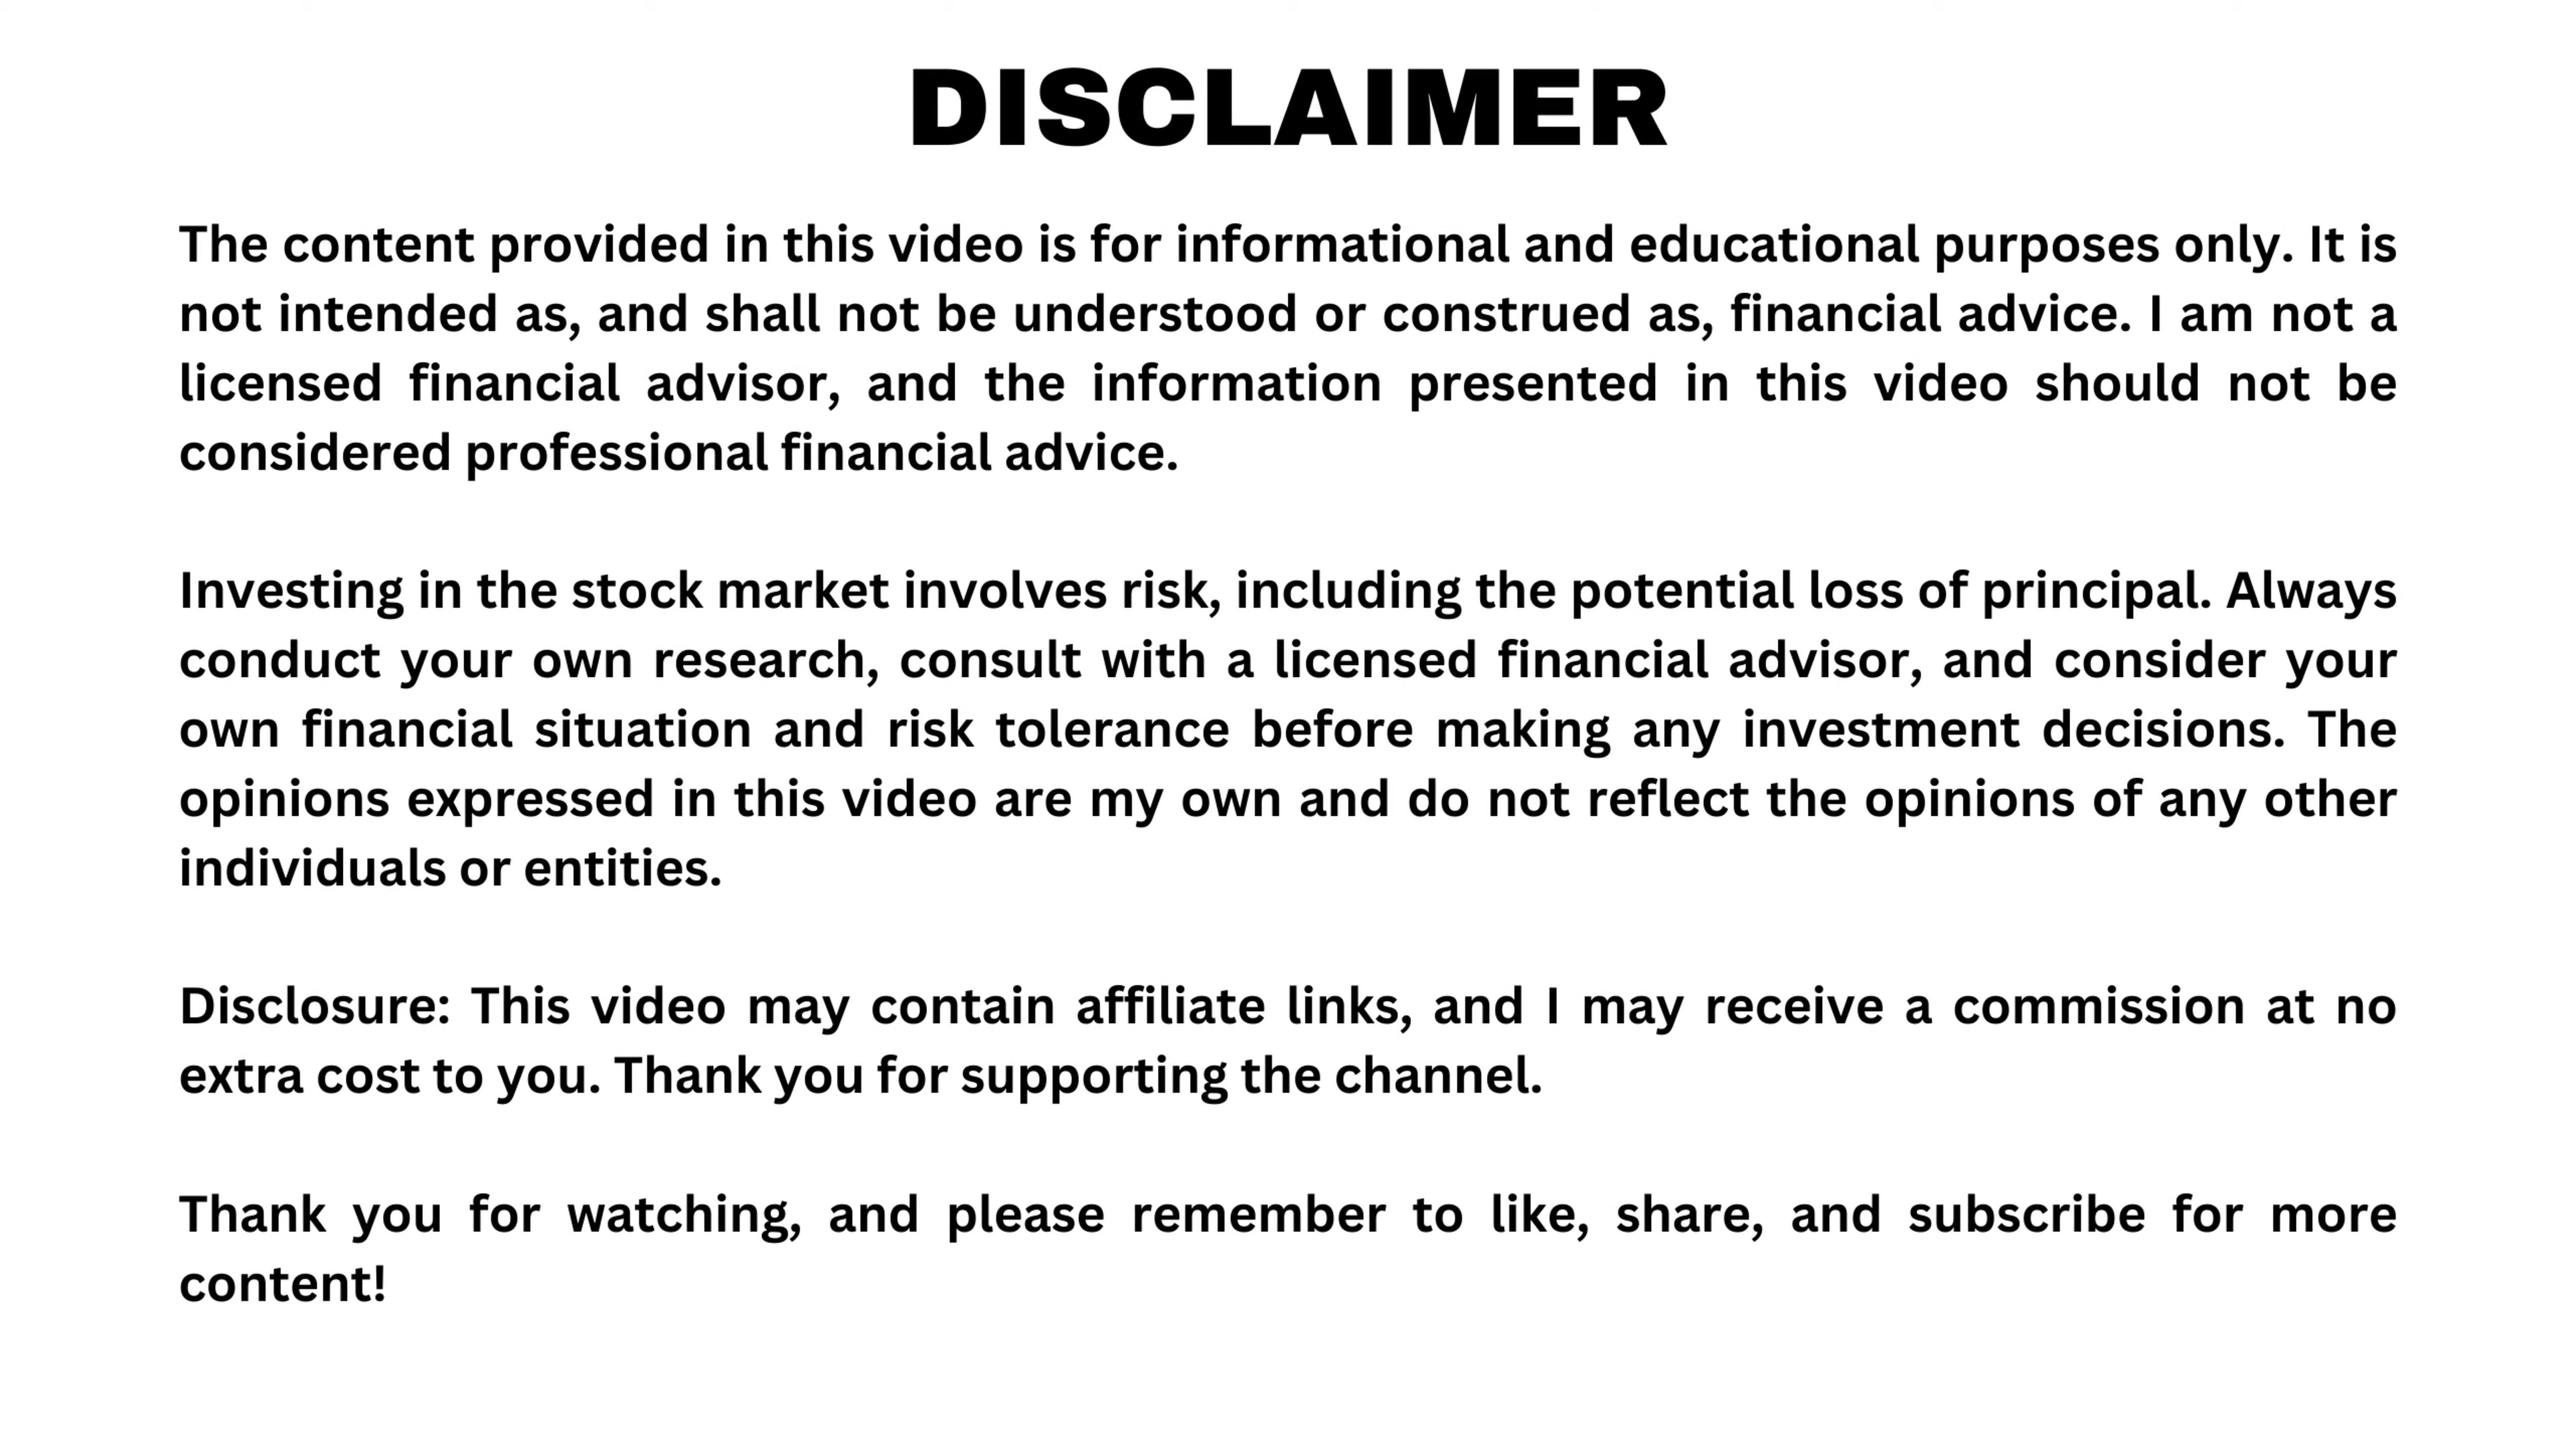 DISCLAIMER
The content provided in this video is for informational and educational purposes only. It is
not intended as, and shall not be understood or construed as, financial advice. I am not a
licensed financial advisor, and the information presented in this video should not be
considered professional financial advice.
Investing in the stock market involves risk, including the potential loss of principal. Always
conduct your own research, consult with a licensed financial advisor, and consider your
own financial situation and risk tolerance before making any investment decisions. The
opinions expressed in this video are my own and do not reflect the opinions of any other
individuals or entities.
Disclosure: This video may contain affiliate links, and I may receive a commission at no
extra cost to you. Thank you for supporting the channel.
Thank you for watching, and please remember to like, share, and subscribe for more
content!